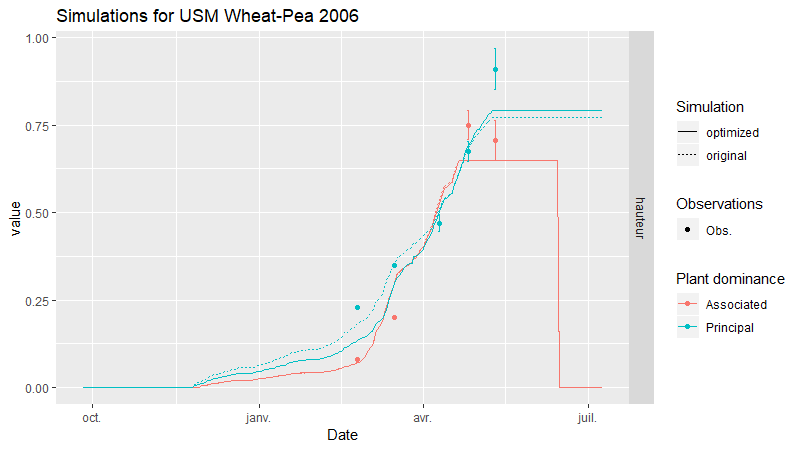 Simulations for USM Wheat-Pea 2006
1.00
0.75
0.50
0.25
0.00
value
oct.
janv.
avr.
juil.
Date
hauteur
Simulation
optimized
original
Observations
Obs.
Plant dominance
Associated
Principal